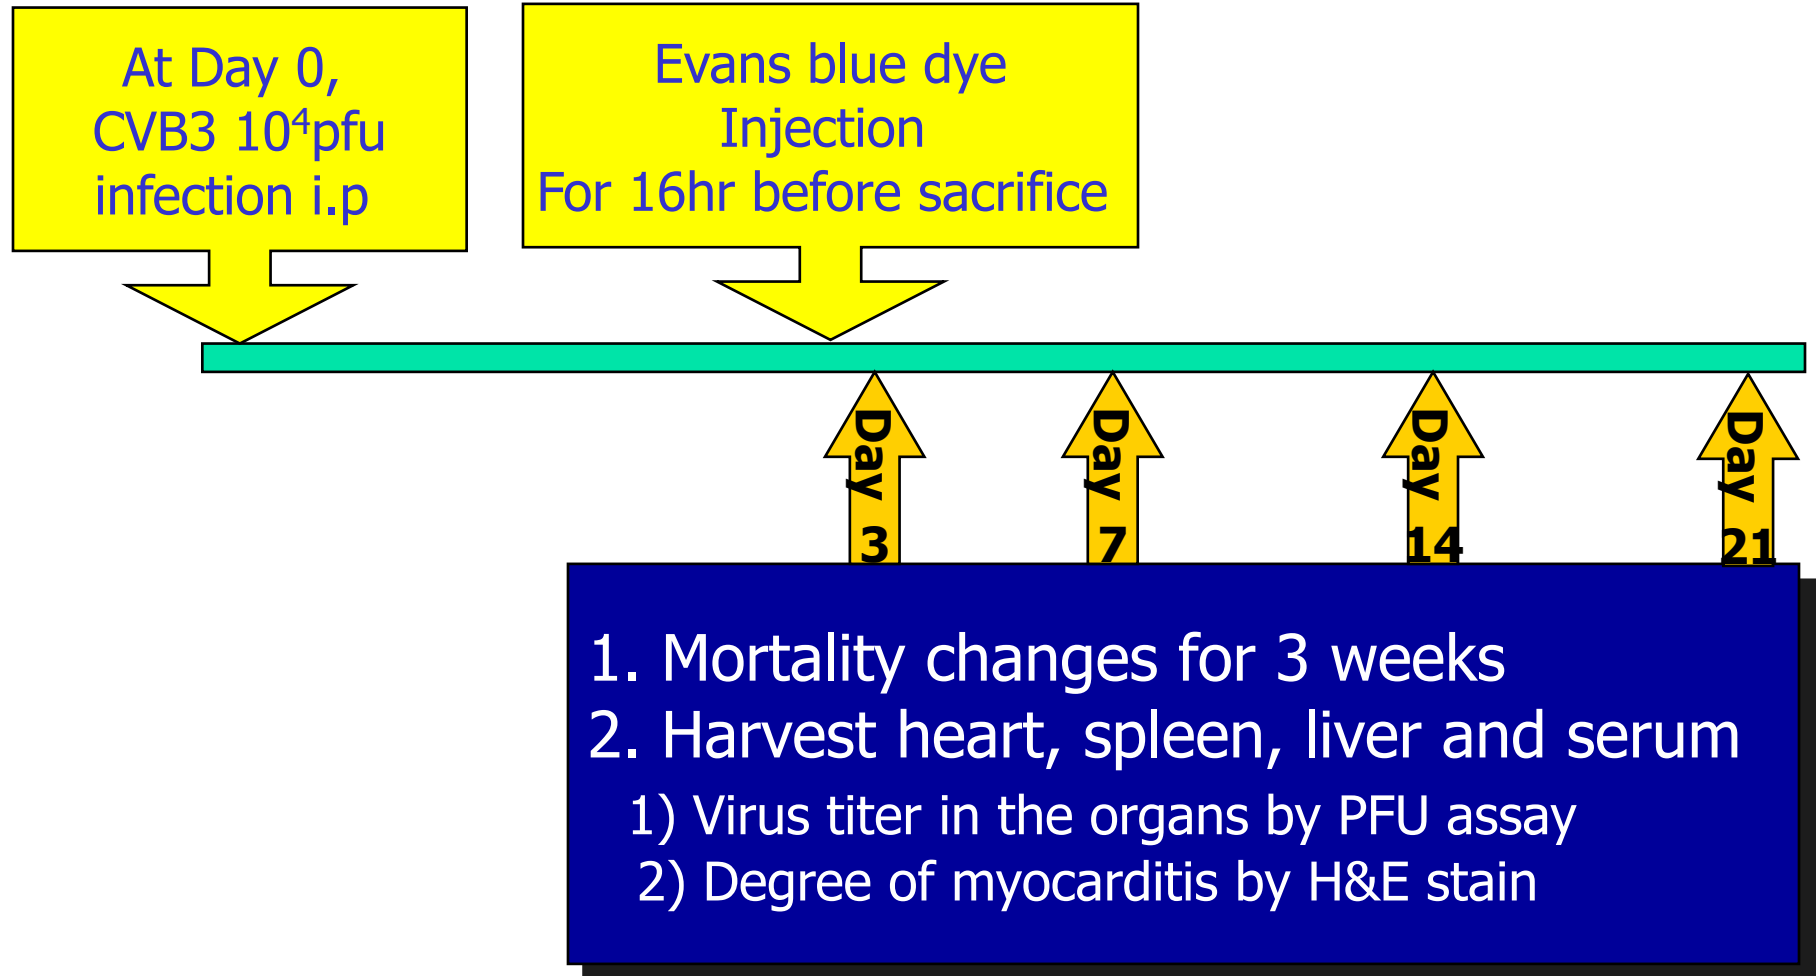 At Day 0,
CVB3 10⁴pfu
infection i.p
Evans blue dye
Injection
For 16hr before sacrifice
Day 3
Day 7
Day 14
Day 21
1. Mortality changes for 3 weeks
2. Harvest heart, spleen, liver and serum
1) Virus titer in the organs by PFU assay
2) Degree of myocarditis by H&E stain